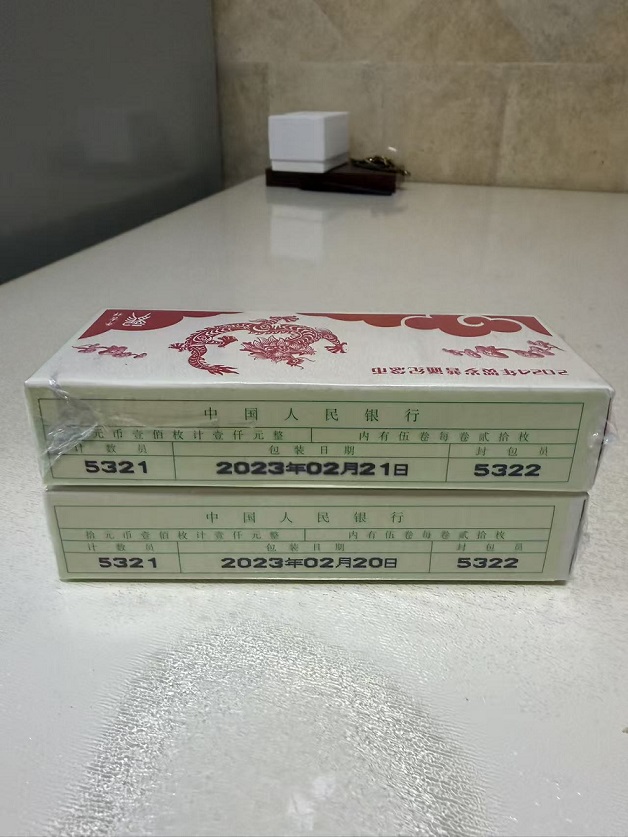 2024年贺岁普通纪念币
中国人民银行
元币壹佰枚计壹仟元整 内有伍卷每卷贰拾枚
计数员 包装日期 封包员
5321 2023年02月21日 5322
中国人民银行
拾元币壹佰枚计壹仟元整 内有伍卷每卷贰拾枚
计数员 包装日期 封包员
5321 2023年02月20日 5322